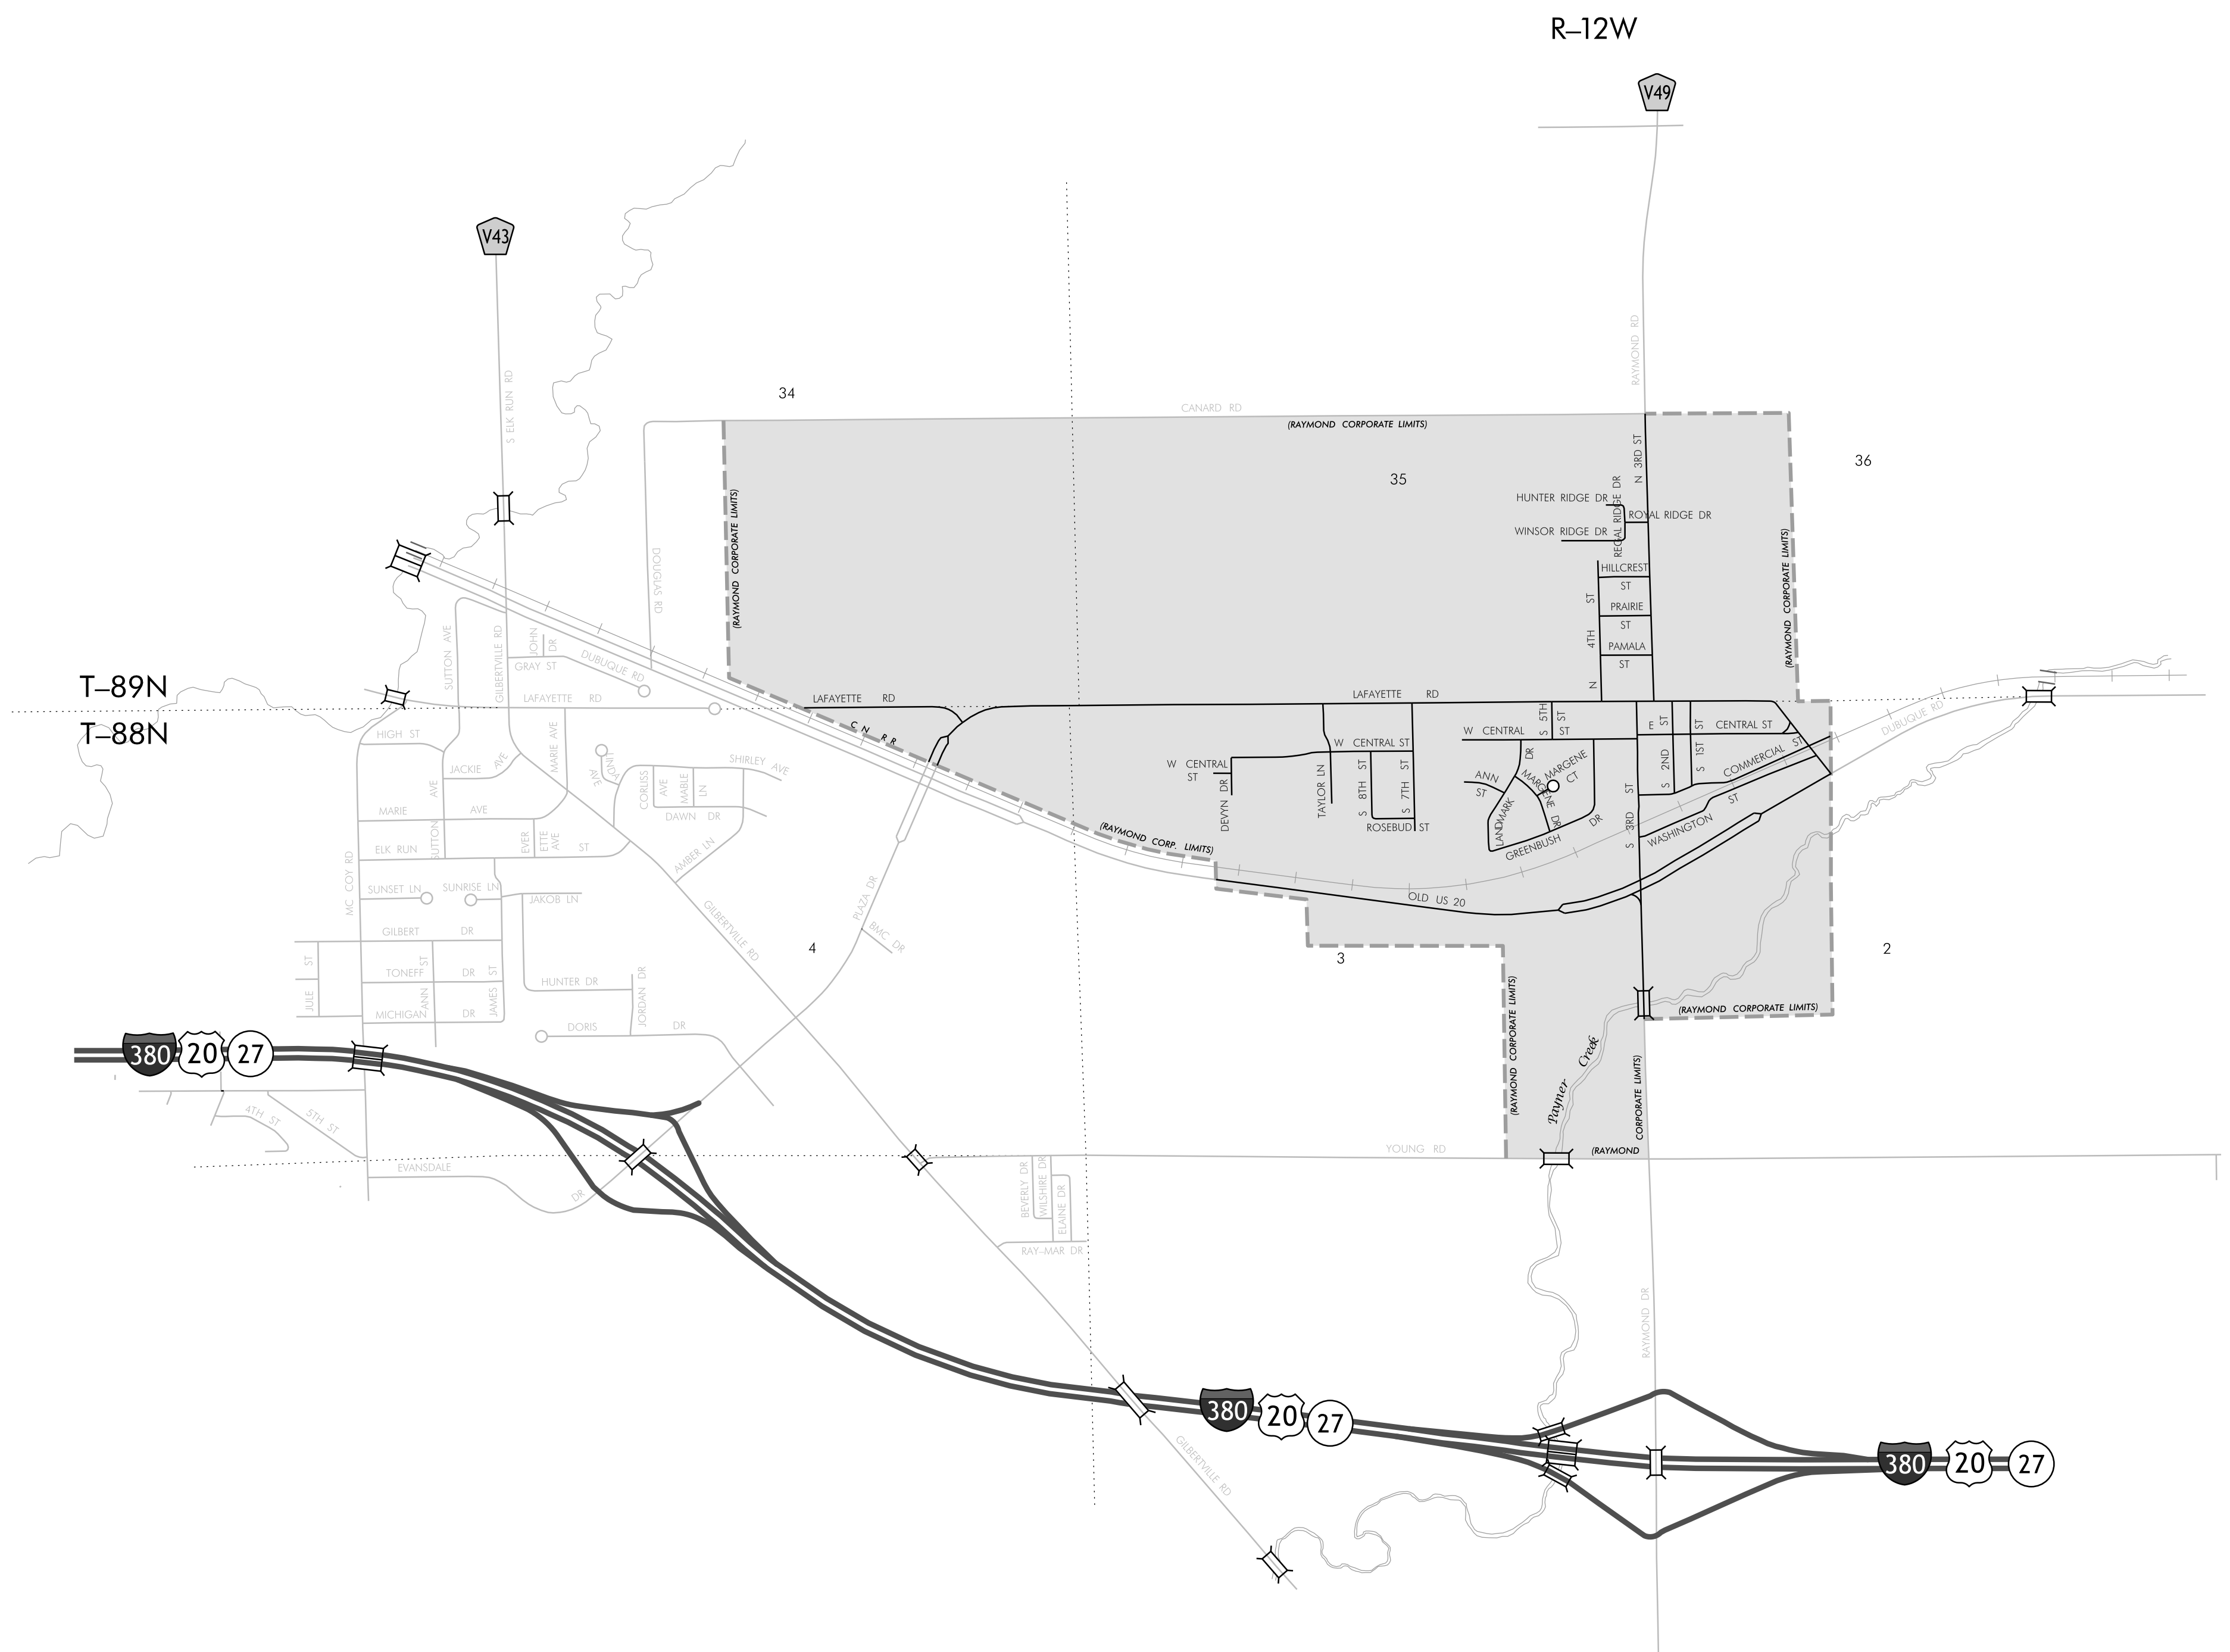 R–12W
V49
V43
RAYMOND RD
S ELK RUN RD
34
CANARD RD
(RAYMOND CORPORATE LIMITS)
36
35
N 3RD ST
HUNTER RIDGE DR
REGAL RIDGE DR
ROYAL RIDGE DR
WINSOR RIDGE DR
(RAYMOND CORPORATE LIMITS)
(RAYMOND CORPORATE LIMITS)
DOUGLAS RD
HILLCREST
ST
PRAIRIE
ST
PAMALA
ST
N 4TH ST
SUTTON AVE
GILBERTVILLE RD
JOHN
DR
GRAY ST
DUBUQUE RD
T–89N
T–88N
LAFAYETTE RD
LAFAYETTE RD
LAFAYETTE RD
DUBUQUE RD
C N R R
HIGH ST
JACKIE AVE
MARIE AVE
LINDA
AVE
SHIRLEY AVE
CORLISS
AVE
MABLE
LN
DAWN DR
MARIE AVE
SUTTON AVE
EVER
ETTE
AVE
ELK RUN ST
AMBER LN
W CENTRAL
ST
DEVYN DR
TAYLOR LN
W CENTRAL ST
S 8TH ST
S 7TH ST
ROSEBUD ST
W CENTRAL ST
S 5TH
ST
ANN
ST
LANDMARK
DR
MARGENE DR
MARGENE
CT
GREENBUSH DR
E CENTRAL ST
S 2ND ST
S 1ST ST
S 3RD ST
COMMERCIAL ST
WASHINGTON ST
(RAYMOND CORP. LIMITS)
OLD US 20
MC COY RD
SUNSET LN
SUNRISE LN
JAKOB LN
PLAZA DR
BMC DR
GILBERTVILLE RD
GILBERT DR
JULE ST
TONEFF DR
ANN ST
JAMES ST
MICHIGAN DR
HUNTER DR
JORDAN DR
DORIS DR
4
3
2
(RAYMOND CORPORATE LIMITS)
(RAYMOND CORPORATE LIMITS)
Payner Creek
(RAYMOND
CORPORATE LIMITS)
380 20 27
4TH ST
5TH ST
EVANSDALE DR
YOUNG RD
BEVERLY DR
WILSHIRE DR
ELAINE DR
RAY–MAR DR
RAYMOND DR
380 20 27
GILBERTVILLE RD
380 20 27